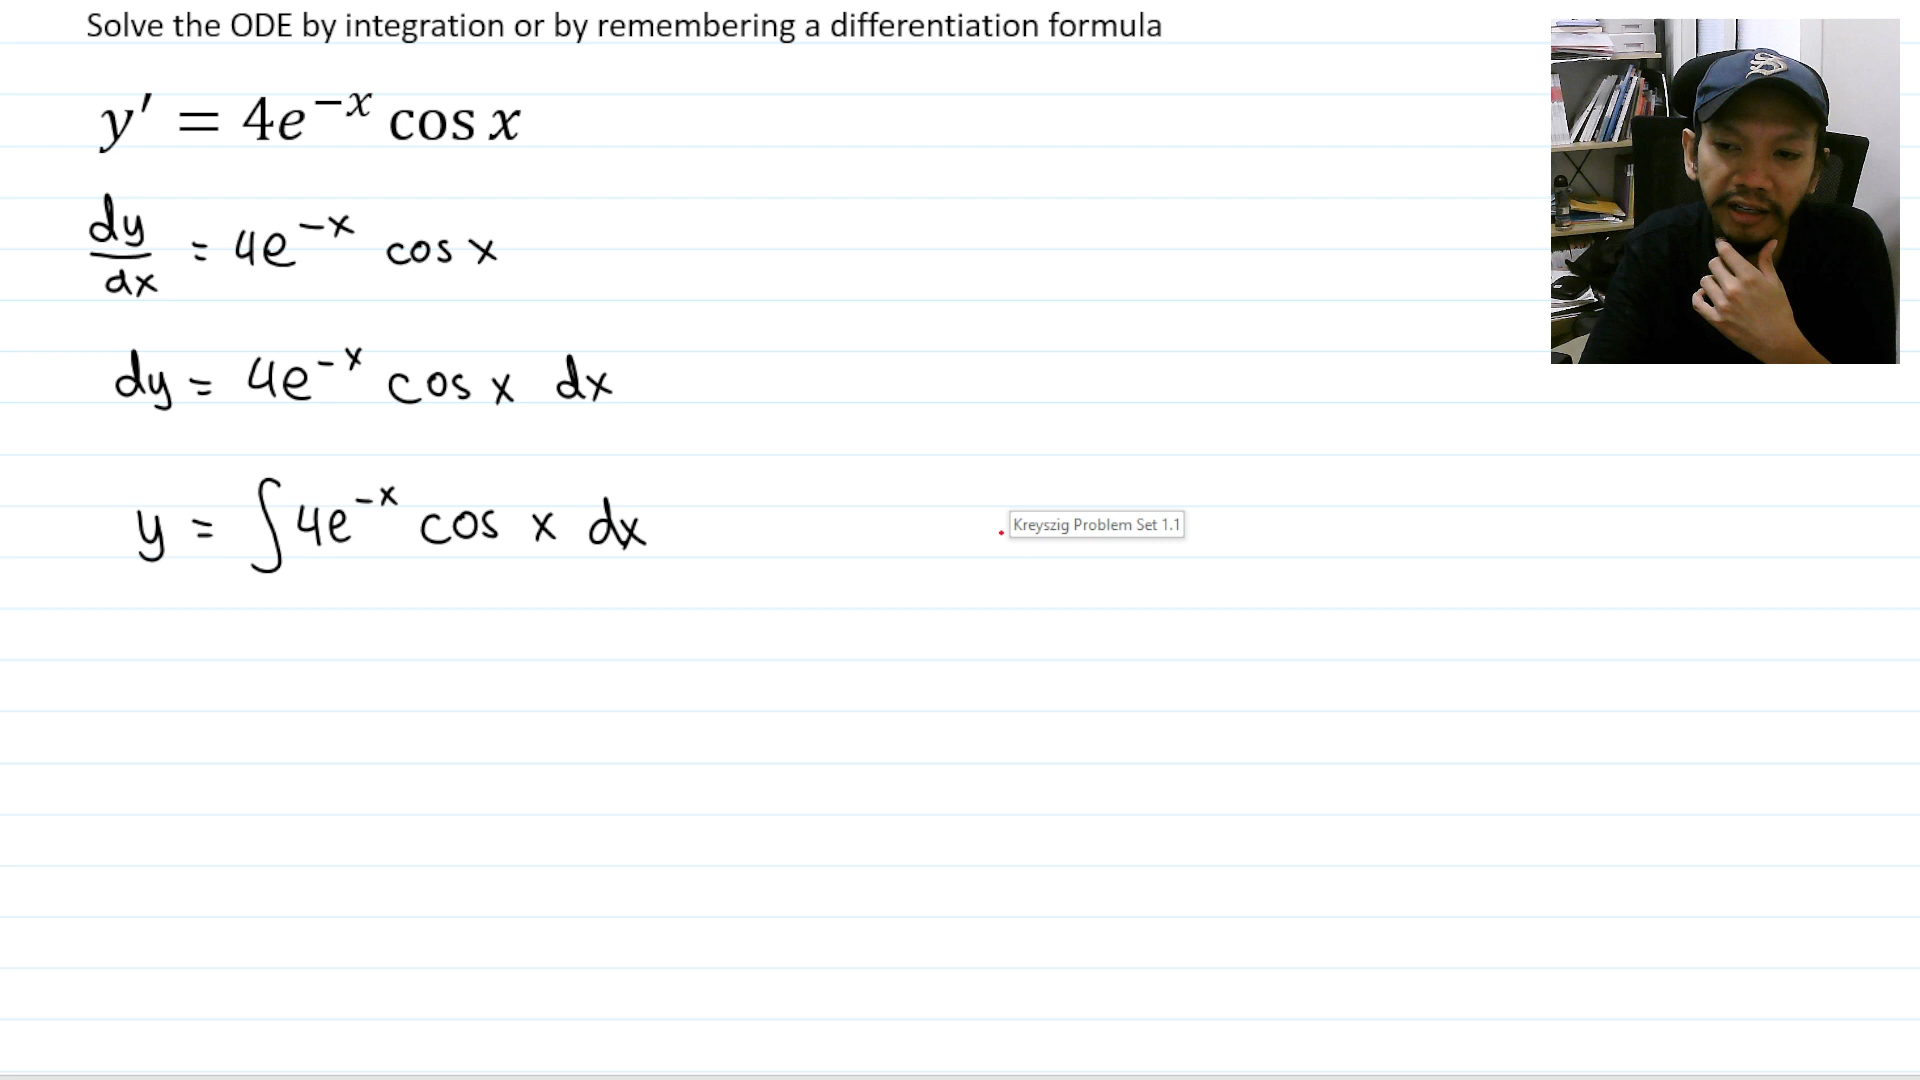 Solve the ODE by integration or by remembering a differentiation formula
y′ = 4e^{−x} cos x
dy/dx = 4e^{−x} cos x
dy = 4e^{−x} cos x dx
y = ∫4e^{−x} cos x dx
Kreyszig Problem Set 1.1